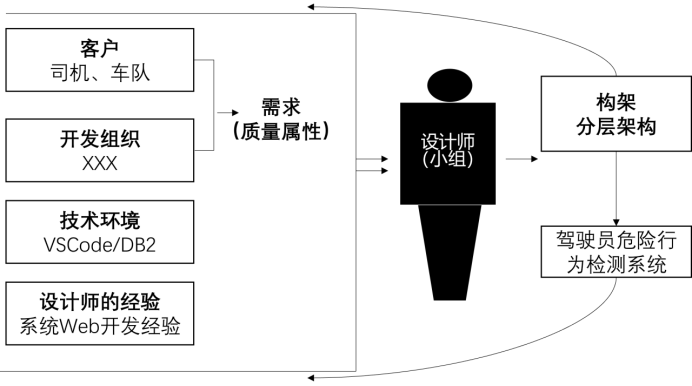 客户
司机、车队
开发组织
XXX
技术环境
VSCode/DB2
设计师的经验
系统Web开发经验
需求
(质量属性)
设计师
(小组)
构架
分层架构
驾驶员危险行
为检测系统